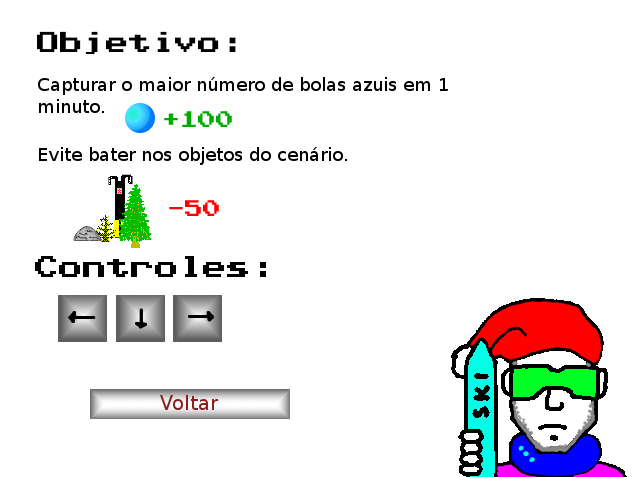 Objetivo:
Capturar o maior número de bolas azuis em 1
minuto.
+100
Evite bater nos objetos do cenário.
-50
Controles:
← ↓ →
SKI
Voltar